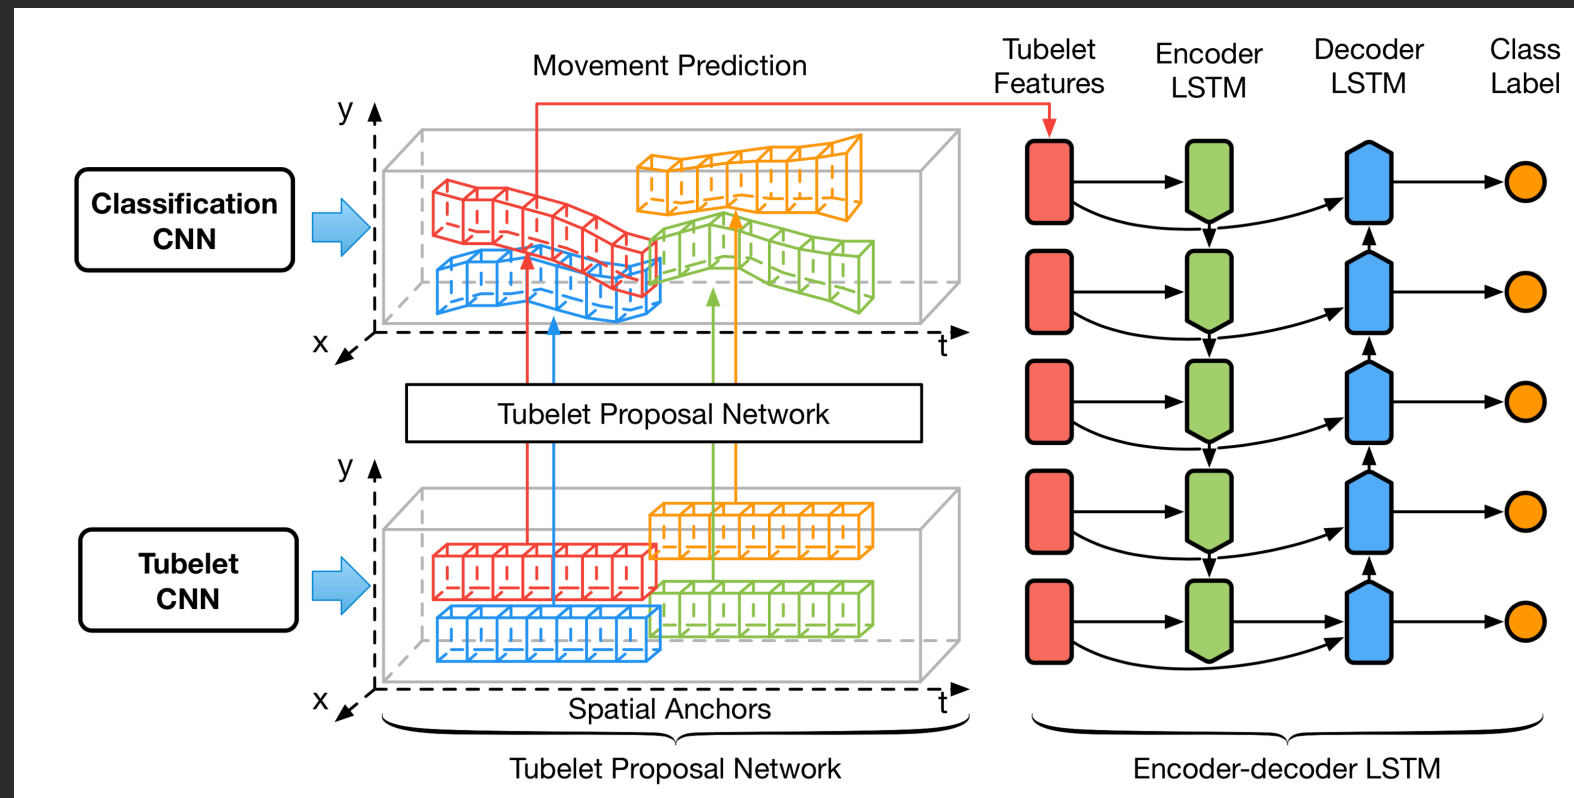 Movement Prediction
Tubelet
Features
Encoder
LSTM
Decoder
LSTM
Class
Label
y
Classification
CNN
x
t
Tubelet Proposal Network
y
Tubelet
CNN
x
t
Spatial Anchors
Tubelet Proposal Network
Encoder-decoder LSTM